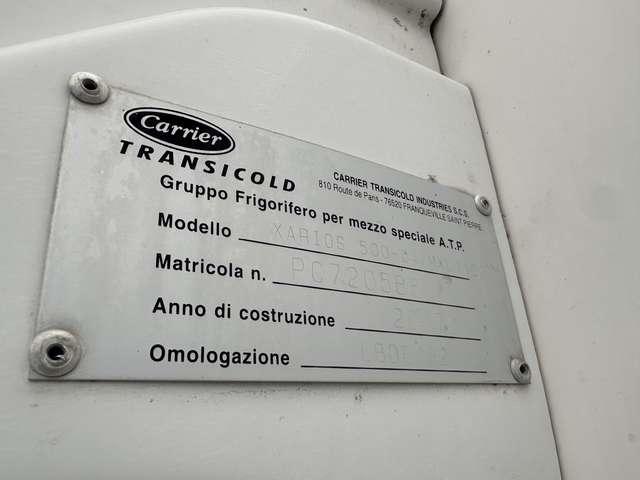 Carrier
TRANSICOLD
CARRIER TRANSICOLD INDUSTRIES S.C.S.
810 Route de Paris - 76520 FRANQUEVILLE SAINT PIERRE
Gruppo Frigorifero per mezzo speciale A.T.P.
Modello XARIOS
Matricola n.
Anno di costruzione
Omologazione